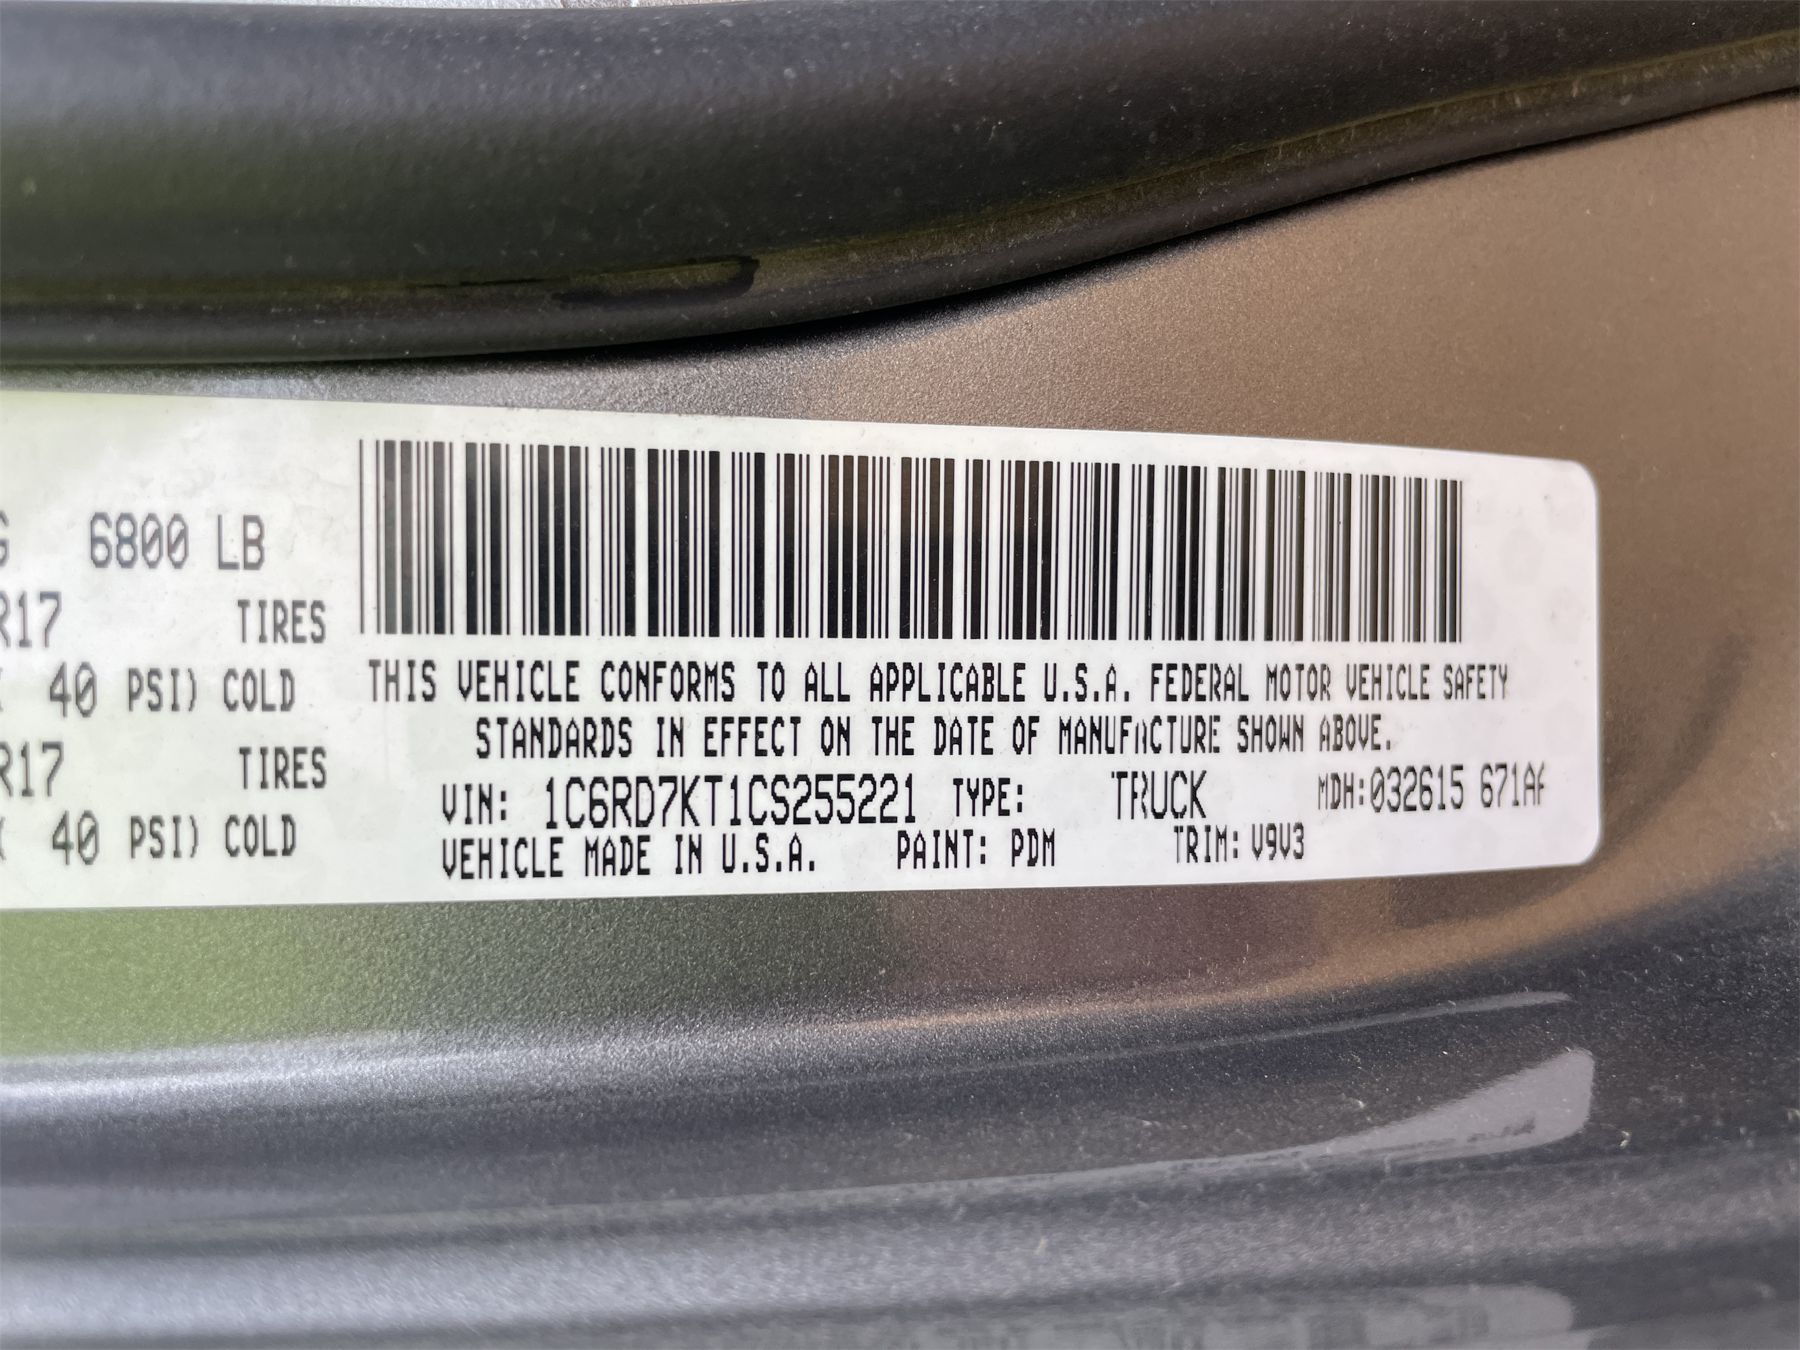 6800 LB
R17 TIRES
40 PSI) COLD
R17 TIRES
40 PSI) COLD
THIS VEHICLE CONFORMS TO ALL APPLICABLE U.S.A. FEDERAL MOTOR VEHICLE SAFETY
STANDARDS IN EFFECT ON THE DATE OF MANUFACTURE SHOWN ABOVE.
VIN: 1C6RD7KT1CS255221 TYPE: TRUCK MDH:032615 671A
VEHICLE MADE IN U.S.A. PAINT: PDM TRIM: V9V3